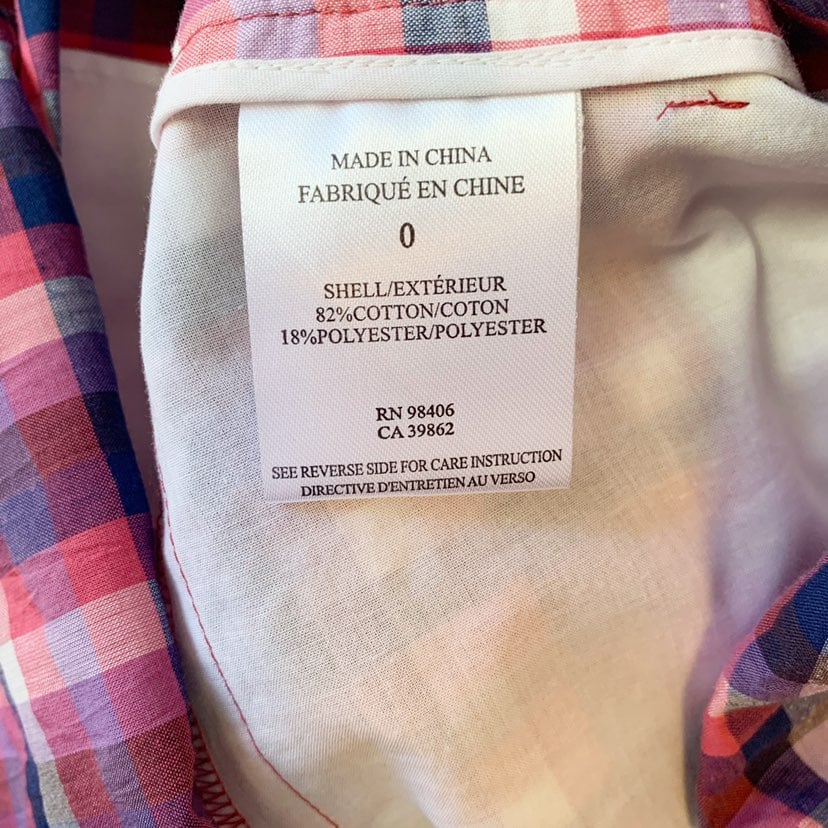 MADE IN CHINA
FABRIQUÉ EN CHINE
0
SHELL/EXTÉRIEUR
82%COTTON/COTON
18%POLYESTER/POLYESTER
RN 98406
CA 39862
SEE REVERSE SIDE FOR CARE INSTRUCTION
DIRECTIVE D'ENTRETIEN AU VERSO